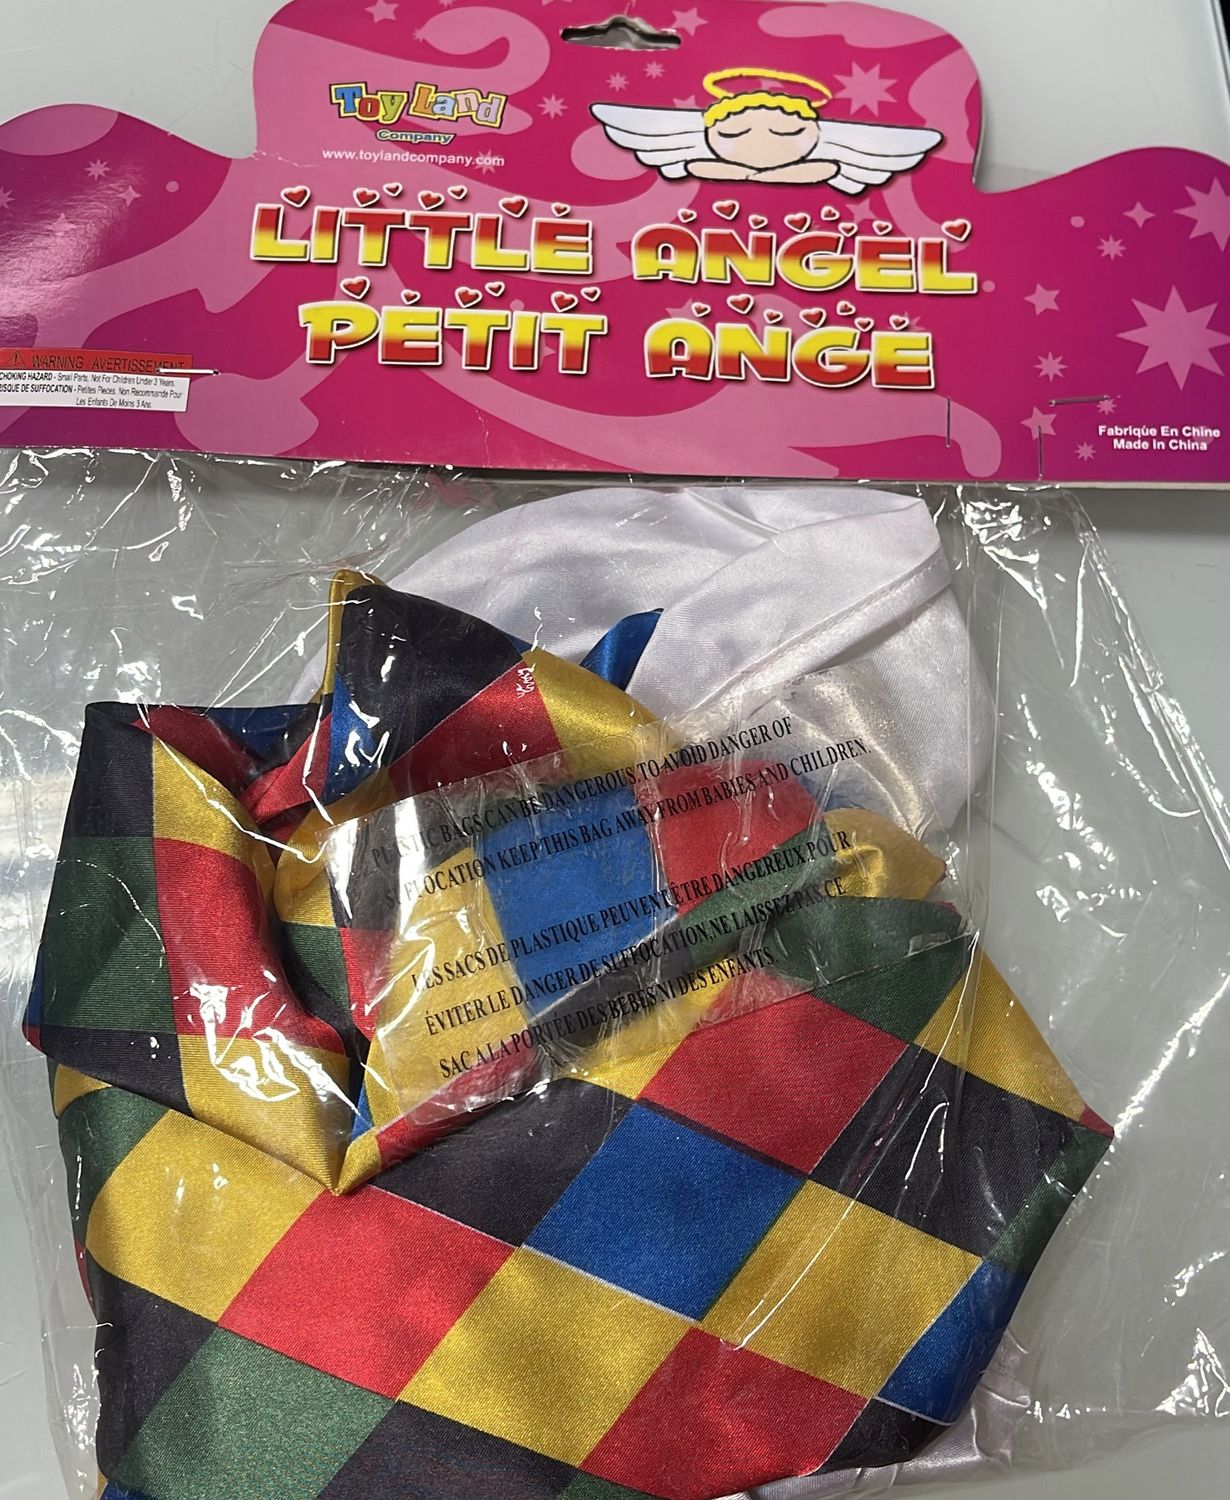 Toy Land
Company
www.toylandcompany.com
LITTLE ANGEL
PETIT ANGE
WARNING / AVERTISSEMENT
CHOKING HAZARD - Small Parts. Not For Children Under 3 Years.
RISQUE DE SUFFOCATION - Petites Pieces. Non Recommande Pour
Les Enfants De Moins 3 Ans.
Fabriqùe En Chine
Made in China
PLASTIC BAGS CAN BE DANGEROUS.TO AVOID DANGER OF
SUFFOCATION KEEP THIS BAG AWAY FROM BABIES AND CHILDREN.
LES SACS DE PLASTIQUE PEUVENT ÊTRE DANGEREUX.POUR
ÉVITER LE DANGER DE SUFFOCATION,NE LAISSEZ PAS CE
SAC A LA PORTEE DES BEBES NI DES ENFANTS.